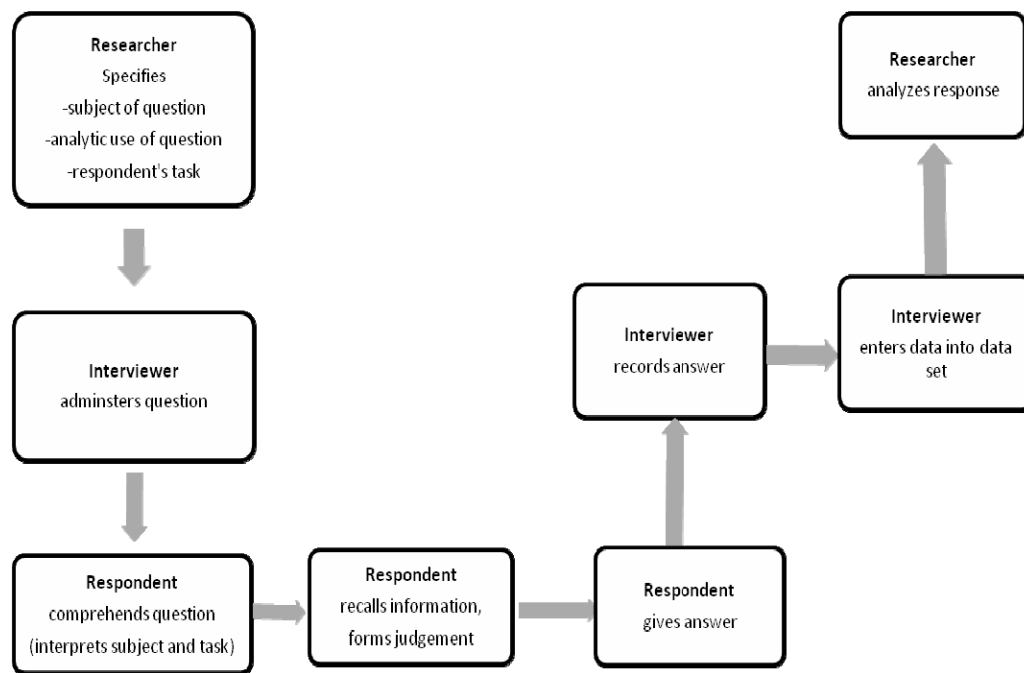 Researcher
Specifies
-subject of question
-analytic use of question
-respondent's task
Interviewer
adminsters question
Respondent
comprehends question
(interprets subject and task)
Respondent
recalls information,
forms judgement
Respondent
gives answer
Interviewer
records answer
Interviewer
enters data into data
set
Researcher
analyzes response